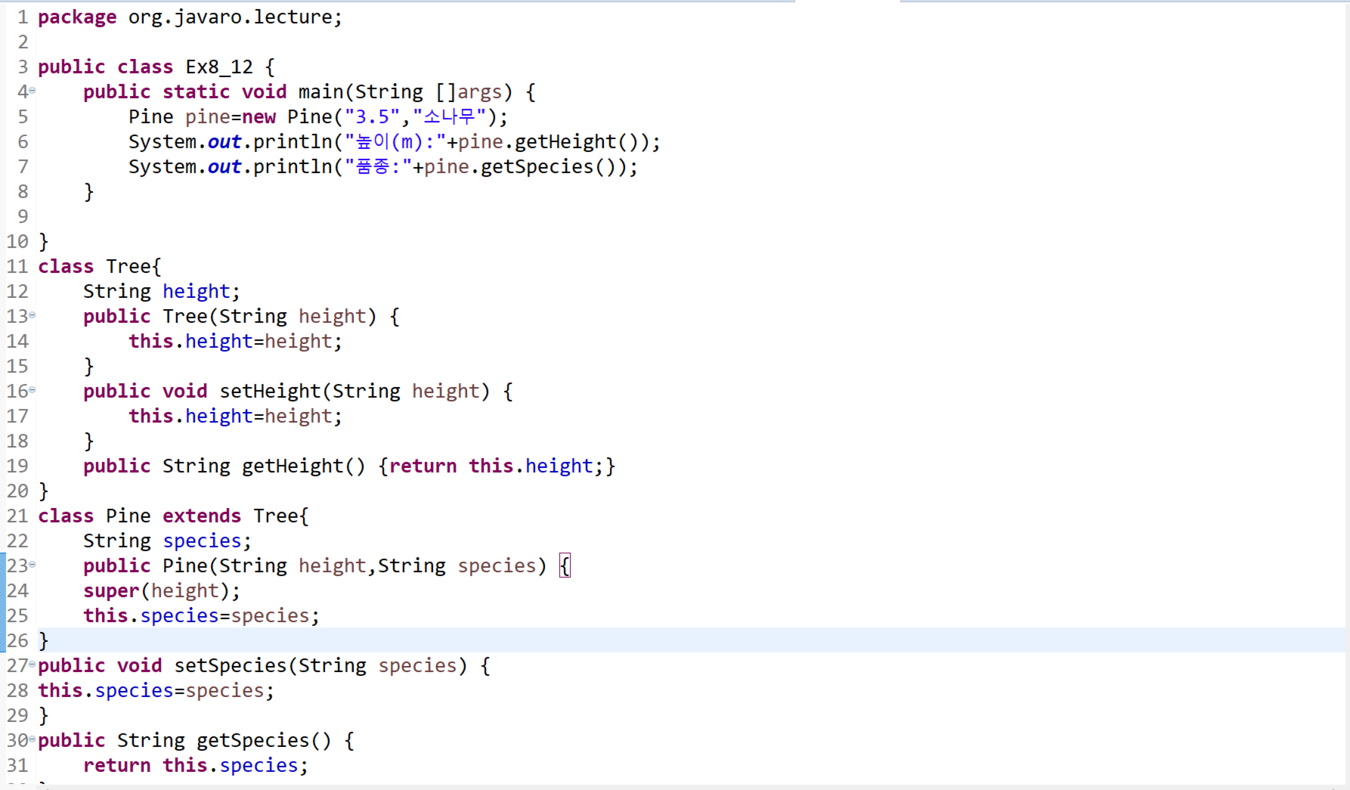 1 package org.javaro.lecture;
2
3 public class Ex8_12 {
4 public static void main(String []args) {
5 Pine pine=new Pine("3.5","소나무");
6 System.out.println("높이(m):"+pine.getHeight());
7 System.out.println("품종:"+pine.getSpecies());
8 }
9
10 }
11 class Tree{
12 String height;
13 public Tree(String height) {
14 this.height=height;
15 }
16 public void setHeight(String height) {
17 this.height=height;
18 }
19 public String getHeight() {return this.height;}
20 }
21 class Pine extends Tree{
22 String species;
23 public Pine(String height,String species) {
24 super(height);
25 this.species=species;
26 }
27 public void setSpecies(String species) {
28 this.species=species;
29 }
30 public String getSpecies() {
31 return this.species;